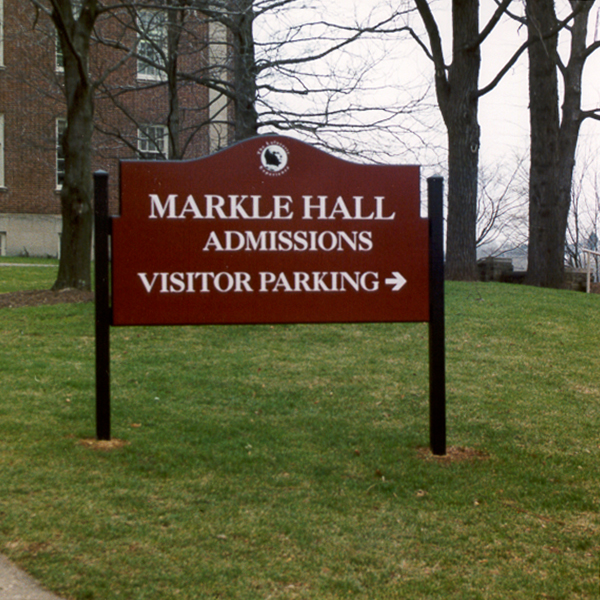 MARKLE HALL
ADMISSIONS
VISITOR PARKING →